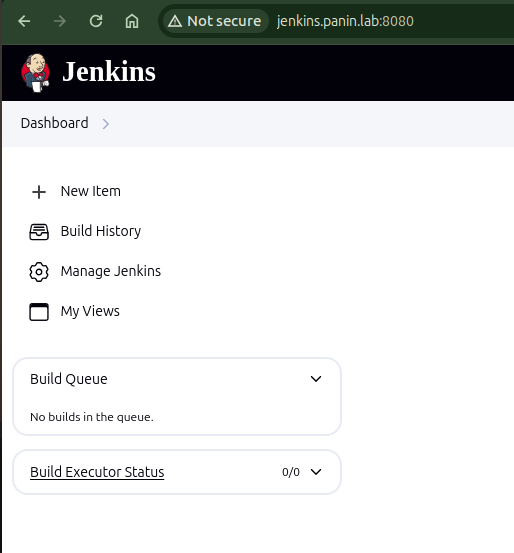 Not secure jenkins.panin.lab:8080
Jenkins
Dashboard
New Item
Build History
Manage Jenkins
My Views
Build Queue
No builds in the queue.
Build Executor Status 0/0